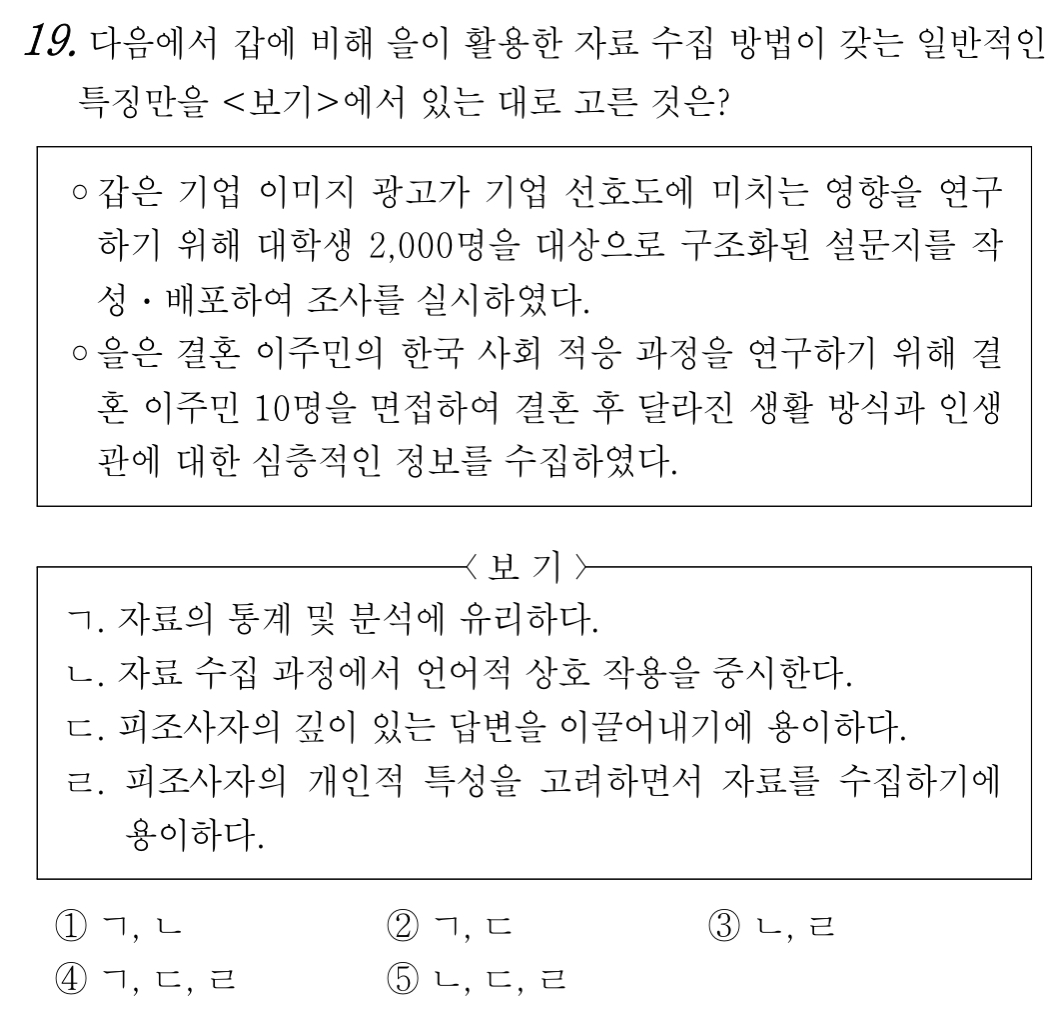 19. 다음에서 갑에 비해 을이 활용한 자료 수집 방법이 갖는 일반적인
특징만을 <보기>에서 있는 대로 고른 것은?
○ 갑은 기업 이미지 광고가 기업 선호도에 미치는 영향을 연구
하기 위해 대학생 2,000명을 대상으로 구조화된 설문지를 작
성·배포하여 조사를 실시하였다.
○ 을은 결혼 이주민의 한국 사회 적응 과정을 연구하기 위해 결
혼 이주민 10명을 면접하여 결혼 후 달라진 생활 방식과 인생
관에 대한 심층적인 정보를 수집하였다.
〈보 기〉
ㄱ. 자료의 통계 및 분석에 유리하다.
ㄴ. 자료 수집 과정에서 언어적 상호 작용을 중시한다.
ㄷ. 피조사자의 깊이 있는 답변을 이끌어내기에 용이하다.
ㄹ. 피조사자의 개인적 특성을 고려하면서 자료를 수집하기에
용이하다.
① ㄱ, ㄴ ② ㄱ, ㄷ ③ ㄴ, ㄹ
④ ㄱ, ㄷ, ㄹ ⑤ ㄴ, ㄷ, ㄹ